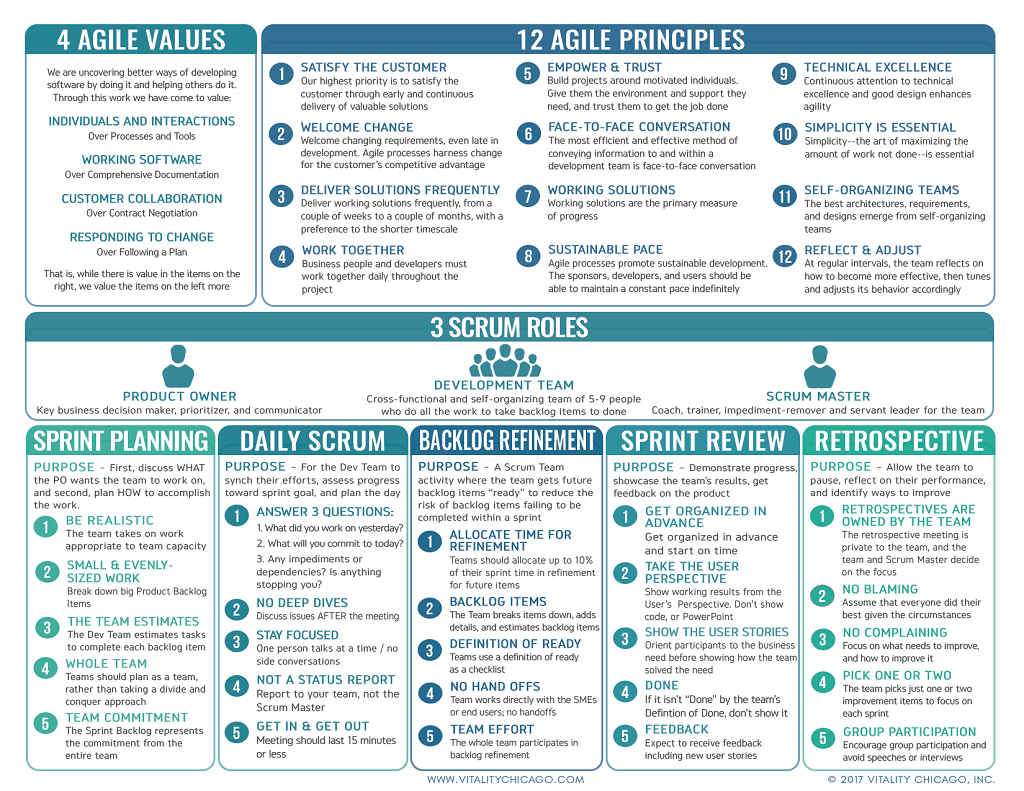 4 AGILE VALUES
We are uncovering better ways of developing
software by doing it and helping others do it.
Through this work we have come to value:
INDIVIDUALS AND INTERACTIONS
Over Processes and Tools
WORKING SOFTWARE
Over Comprehensive Documentation
CUSTOMER COLLABORATION
Over Contract Negotiation
RESPONDING TO CHANGE
Over Following a Plan
That is, while there is value in the items on the
right, we value the items on the left more
12 AGILE PRINCIPLES
1 SATISFY THE CUSTOMER
Our highest priority is to satisfy the
customer through early and continuous
delivery of valuable solutions
2 WELCOME CHANGE
Welcome changing requirements, even late in
development. Agile processes harness change
for the customer's competitive advantage
3 DELIVER SOLUTIONS FREQUENTLY
Deliver working solutions frequently, from a
couple of weeks to a couple of months, with a
preference to the shorter timescale
4 WORK TOGETHER
Business people and developers must
work together daily throughout the
project
5 EMPOWER & TRUST
Build projects around motivated individuals.
Give them the environment and support they
need, and trust them to get the job done
6 FACE-TO-FACE CONVERSATION
The most efficient and effective method of
conveying information to and within a
development team is face-to-face conversation
7 WORKING SOLUTIONS
Working solutions are the primary measure
of progress
8 SUSTAINABLE PACE
Agile processes promote sustainable development.
The sponsors, developers, and users should be
able to maintain a constant pace indefinitely
9 TECHNICAL EXCELLENCE
Continuous attention to technical
excellence and good design enhances
agility
10 SIMPLICITY IS ESSENTIAL
Simplicity--the art of maximizing the
amount of work not done--is essential
11 SELF-ORGANIZING TEAMS
The best architectures, requirements,
and designs emerge from self-organizing
teams
12 REFLECT & ADJUST
At regular intervals, the team reflects on
how to become more effective, then tunes
and adjusts its behavior accordingly
3 SCRUM ROLES
PRODUCT OWNER
Key business decision maker, prioritizer, and communicator
DEVELOPMENT TEAM
Cross-functional and self-organizing team of 5-9 people
who do all the work to take backlog items to done
SCRUM MASTER
Coach, trainer, impediment-remover and servant leader for the team
SPRINT PLANNING
PURPOSE - First, discuss WHAT
the PO wants the team to work on,
and second, plan HOW to accomplish
the work.
1 BE REALISTIC
The team takes on work
appropriate to team capacity
2 SMALL & EVENLY-
SIZED WORK
Break down big Product Backlog
Items
3 THE TEAM ESTIMATES
The Dev Team estimates tasks
to complete each backlog item
4 WHOLE TEAM
Teams should plan as a team,
rather than taking a divide and
conquer approach
5 TEAM COMMITMENT
The Sprint Backlog represents
the commitment from the
entire team
DAILY SCRUM
PURPOSE - For the Dev Team to
synch their efforts, assess progress
toward sprint goal, and plan the day
1 ANSWER 3 QUESTIONS:
1. What did you work on yesterday?
2. What will you commit to today?
3. Any impediments or
dependencies? Is anything
stopping you?
2 NO DEEP DIVES
Discuss issues AFTER the meeting
3 STAY FOCUSED
One person talks at a time / no
side conversations
4 NOT A STATUS REPORT
Report to your team, not the
Scrum Master
5 GET IN & GET OUT
Meeting should last 15 minutes
or less
BACKLOG REFINEMENT
PURPOSE - A Scrum Team
activity where the team gets future
backlog items "ready" to reduce the
risk of backlog items failing to be
completed within a sprint
1 ALLOCATE TIME FOR
REFINEMENT
Teams should allocate up to 10%
of their sprint time in refinement
for future items
2 BACKLOG ITEMS
The Team breaks items down, adds
details, and estimates backlog items
3 DEFINITION OF READY
Teams use a definition of ready
as a checklist
4 NO HAND OFFS
Team works directly with the SMEs
or end users; no handoffs
5 TEAM EFFORT
The whole team participates in
backlog refinement
SPRINT REVIEW
PURPOSE - Demonstrate progress,
showcase the team's results, get
feedback on the product
1 GET ORGANIZED IN
ADVANCE
Get organized in advance
and start on time
2 TAKE THE USER
PERSPECTIVE
Show working results from the
User's Perspective. Don't show
code, or PowerPoint
3 SHOW THE USER STORIES
Orient participants to the business
need before showing how the team
solved the need
4 DONE
If it isn't "Done" by the team's
Defintion of Done, don't show it
5 FEEDBACK
Expect to receive feedback
including new user stories
RETROSPECTIVE
PURPOSE - Allow the team to
pause, reflect on their performance,
and identify ways to improve
1 RETROSPECTIVES ARE
OWNED BY THE TEAM
The retrospective meeting is
private to the team, and the
team and Scrum Master decide
on the focus
2 NO BLAMING
Assume that everyone did their
best given the circumstances
3 NO COMPLAINING
Focus on what needs to improve,
and how to improve it
4 PICK ONE OR TWO
The team picks just one or two
improvement items to focus on
each sprint
5 GROUP PARTICIPATION
Encourage group participation and
avoid speeches or interviews
WWW.VITALITYCHICAGO.COM
© 2017 VITALITY CHICAGO, INC.